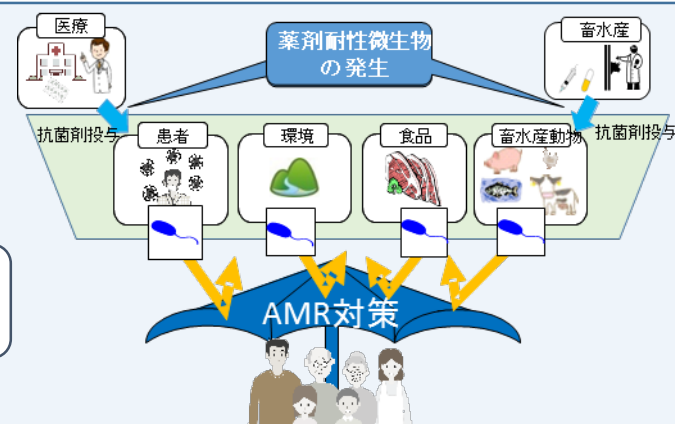 医療
薬剤耐性微生物
の発生
畜水産
抗菌剤投与
患者
環境
食品
畜水産動物
抗菌剤投与
AMR対策